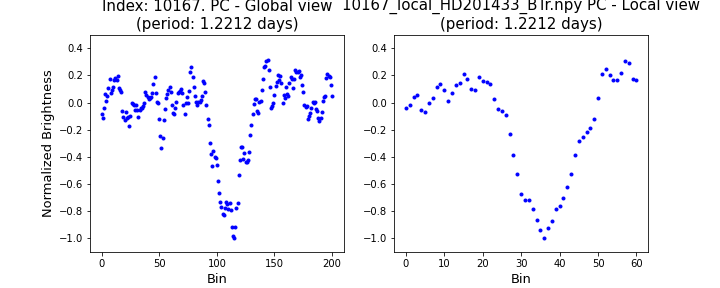 Index: 10167. PC - Global view
(period: 1.2212 days)
10167_local_HD201433_BTr.npy PC - Local view
(period: 1.2212 days)
Normalized Brightness
0.4
0.2
0.0
−0.2
−0.4
−0.6
−0.8
−1.0
0 50 100 150 200
Bin
0.4
0.2
0.0
−0.2
−0.4
−0.6
−0.8
−1.0
0 10 20 30 40 50 60
Bin